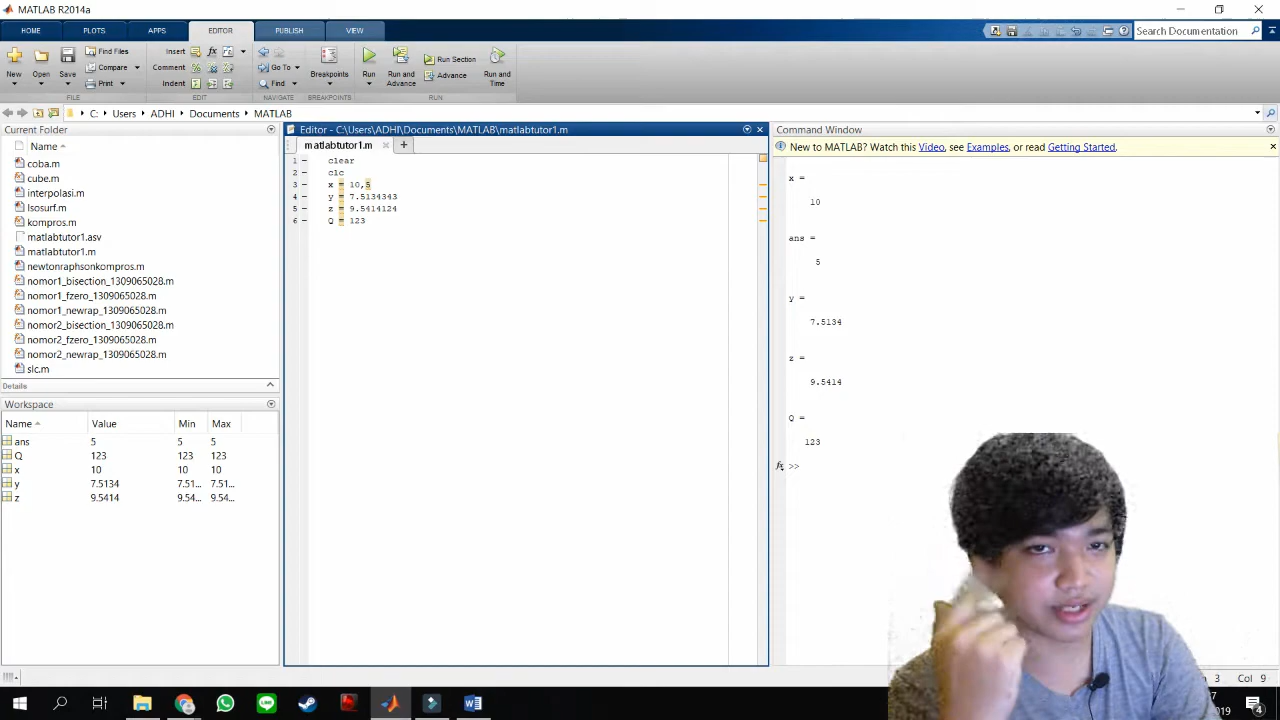 MATLAB R2014a
HOME PLOTS APPS EDITOR PUBLISH VIEW
Search Documentation
New Open Save Find Files Compare Print
Insert Comment Indent
Go To Find
Breakpoints
Run Run and Advance Run Section Advance Run and Time
FILE EDIT NAVIGATE BREAKPOINTS RUN
C: Users ADHI Documents MATLAB
Current Folder
Name
coba.m
cube.m
interpolasi.m
Isosurf.m
kompros.m
matlabtutor1.asv
matlabtutor1.m
newtonraphsonkompros.m
nomor1_bisection_1309065028.m
nomor1_fzero_1309065028.m
nomor1_newrap_1309065028.m
nomor2_bisection_1309065028.m
nomor2_fzero_1309065028.m
nomor2_newrap_1309065028.m
slc.m
Details
Workspace
Name Value Min Max
ans 5 5 5
Q 123 123 123
x 10 10 10
y 7.5134 7.51... 7.51...
z 9.5414 9.54... 9.54...
Editor - C:\Users\ADHI\Documents\MATLAB\matlabtutor1.m
matlabtutor1.m
1 clear
2 clc
3 x = 10,5
4 y = 7.5134343
5 z = 9.5414124
6 Q = 123
Command Window
New to MATLAB? Watch this Video, see Examples, or read Getting Started.
x =
10
ans =
5
y =
7.5134
z =
9.5414
Q =
123
fx >>
3 Col 9
7
2019
4